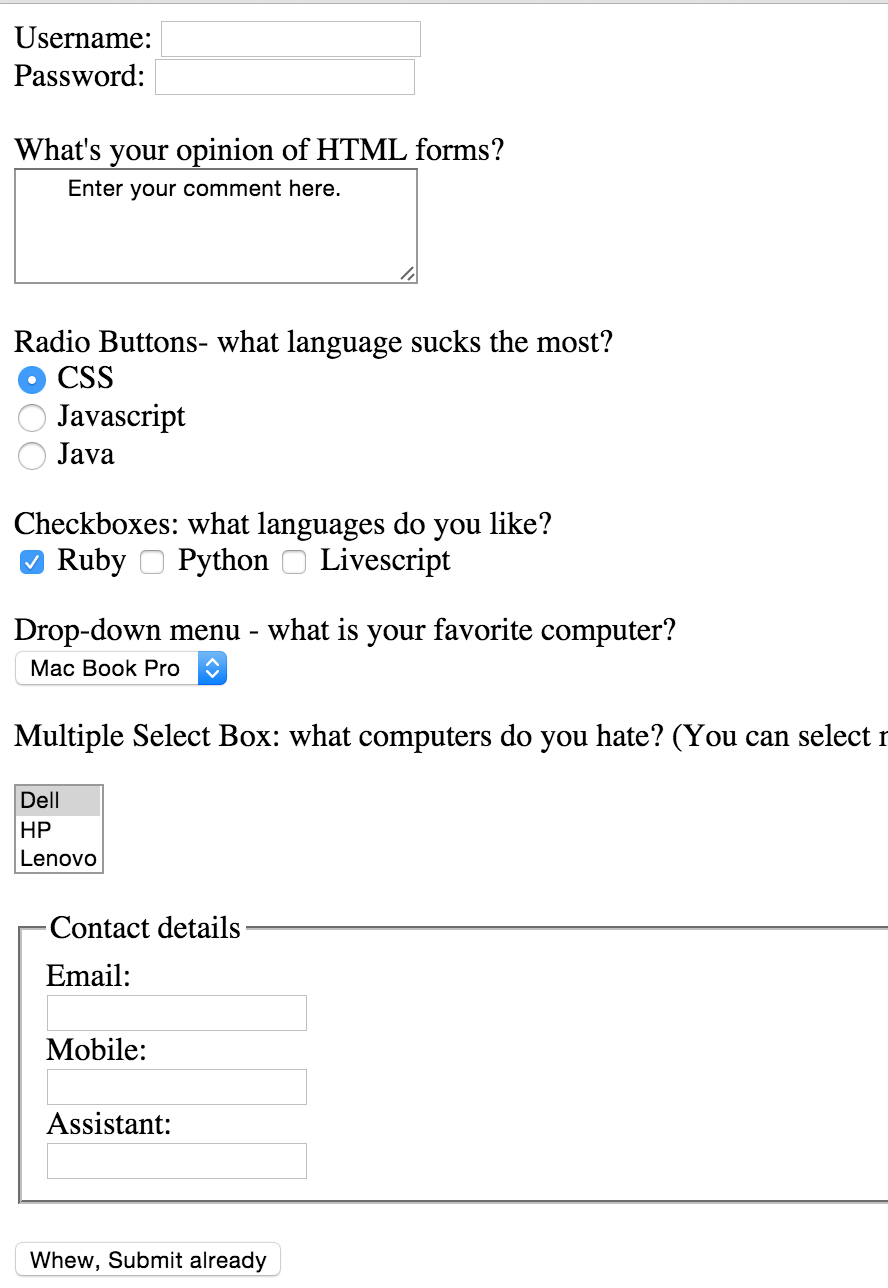 Username:
Password:
What's your opinion of HTML forms?
Enter your comment here.
Radio Buttons- what language sucks the most?
CSS
Javascript
Java
Checkboxes: what languages do you like?
Ruby Python Livescript
Drop-down menu - what is your favorite computer?
Mac Book Pro
Multiple Select Box: what computers do you hate? (You can select
Dell
HP
Lenovo
Contact details
Email:
Mobile:
Assistant:
Whew, Submit already